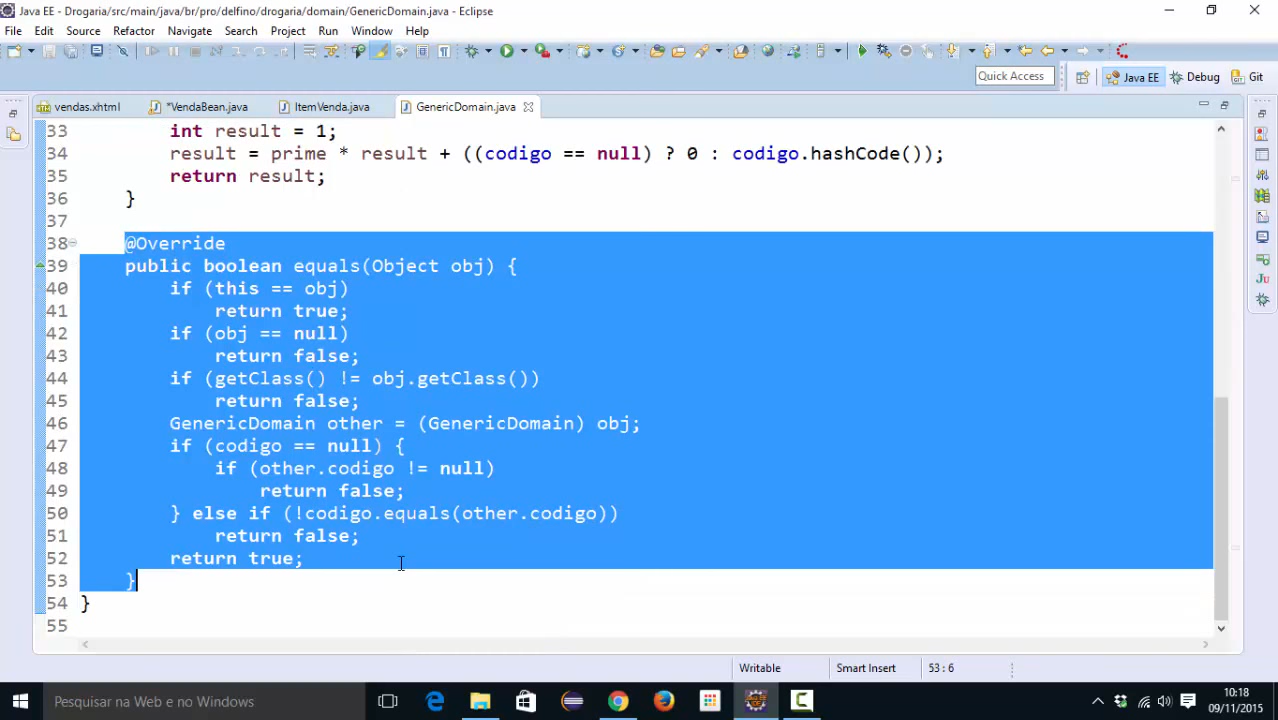 Java EE - Drogaria/src/main/java/br/pro/delfino/drogaria/domain/GenericDomain.java - Eclipse
File Edit Source Refactor Navigate Search Project Run Window Help
Quick Access
Java EE
Debug
Git
vendas.xhtml
*VendaBean.java
ItemVenda.java
GenericDomain.java
33 int result = 1;
34 result = prime * result + ((codigo == null) ? 0 : codigo.hashCode());
35 return result;
36 }
37
38 @Override
39 public boolean equals(Object obj) {
40 if (this == obj)
41 return true;
42 if (obj == null)
43 return false;
44 if (getClass() != obj.getClass())
45 return false;
46 GenericDomain other = (GenericDomain) obj;
47 if (codigo == null) {
48 if (other.codigo != null)
49 return false;
50 } else if (!codigo.equals(other.codigo))
51 return false;
52 return true;
53 }
54 }
55
Ju
Writable
Smart Insert
53 : 6
Pesquisar na Web e no Windows
10:18
09/11/2015